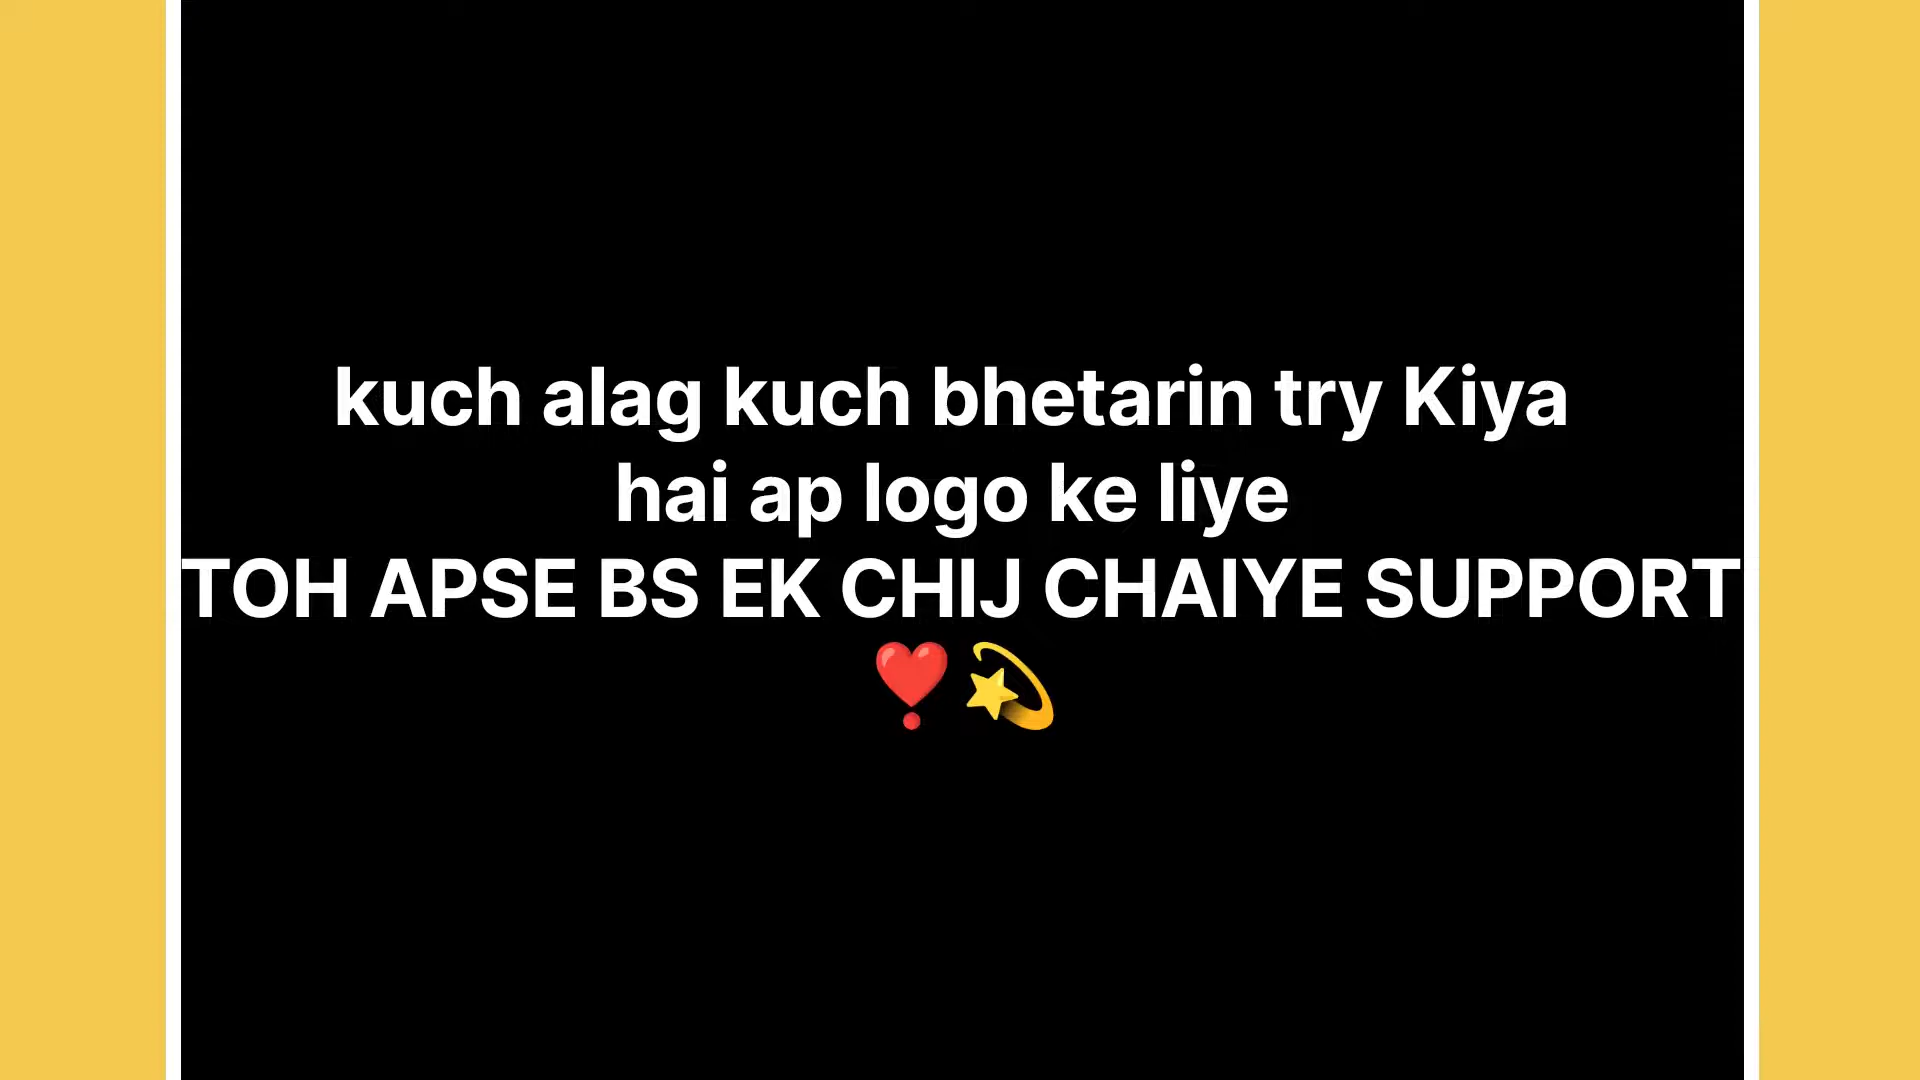 kuch alag kuch bhetarin try Kiya
hai ap logo ke liye
TOH APSE BS EK CHIJ CHAIYE SUPPORT
❣️💫